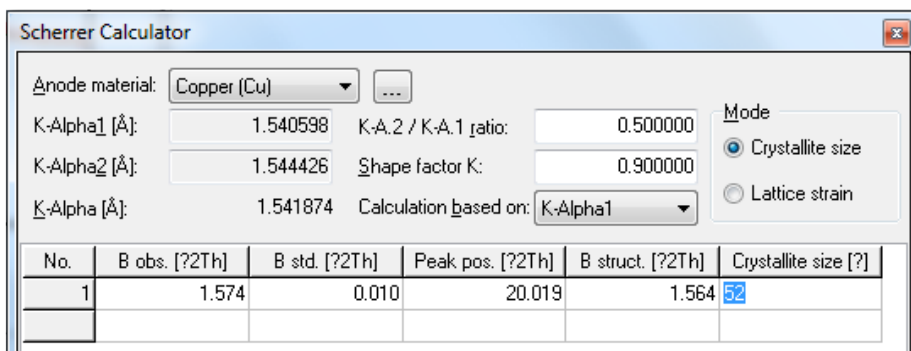 Scherrer Calculator
Anode material: Copper (Cu) ...
K-Alpha1 [Å]: 1.540598 K-A.2 / K-A.1 ratio: 0.500000
K-Alpha2 [Å]: 1.544426 Shape factor K: 0.900000
K-Alpha [Å]: 1.541874 Calculation based on: K-Alpha1
Mode
Crystallite size
Lattice strain
No. B obs. [?2Th] B std. [?2Th] Peak pos. [?2Th] B struct. [?2Th] Crystallite size [?]
1 1.574 0.010 20.019 1.564 52